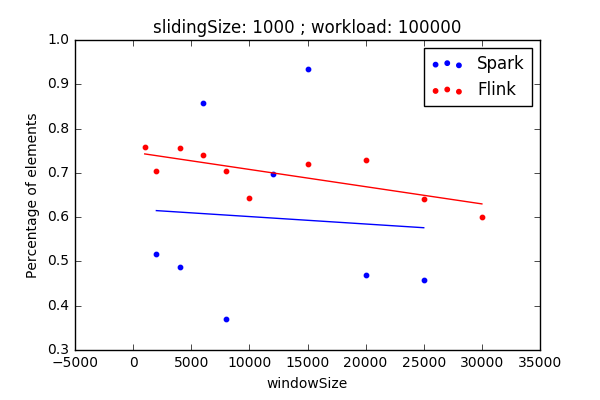 slidingSize: 1000 ; workload: 100000
Spark
Flink
Percentage of elements
1.0
0.9
0.8
0.7
0.6
0.5
0.4
0.3
-5000 0 5000 10000 15000 20000 25000 30000 35000
windowSize